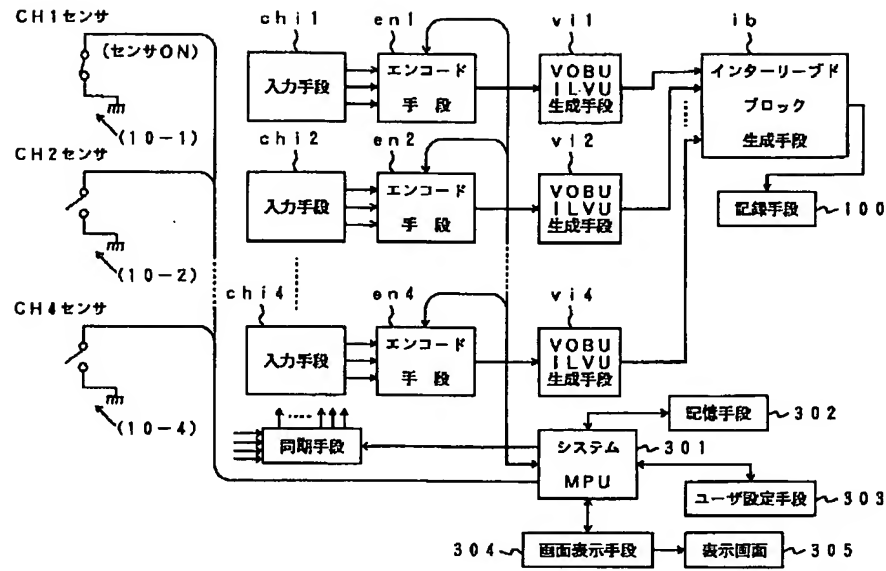 CH1センサ
(センサON)
(10-1)
CH2センサ
(10-2)
CH4センサ
(10-4)
chi1
入力手段
en1
エンコード
手段
vi1
VOBU
ILVU
生成手段
ib
インターリーブド
ブロック
生成手段
chi2
入力手段
en2
エンコード
手段
vi2
VOBU
ILVU
生成手段
記録手段
100
chi4
入力手段
en4
エンコード
手段
vi4
VOBU
ILVU
生成手段
同期手段
システム
MPU
301
記憶手段
302
ユーザ設定手段
303
304
画面表示手段
表示画面
305